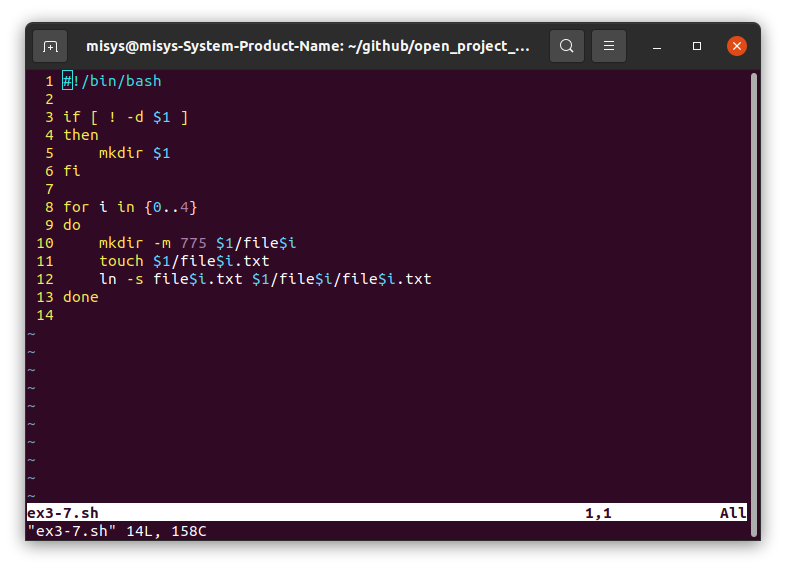 misys@misys-System-Product-Name: ~/github/open_project_...
1 #!/bin/bash
2
3 if [ ! -d $1 ]
4 then
5     mkdir $1
6 fi
7
8 for i in {0..4}
9 do
10     mkdir -m 775 $1/file$i
11     touch $1/file$i.txt
12     ln -s file$i.txt $1/file$i/file$i.txt
13 done
14
~
~
~
~
~
~
~
~
~
~
ex3-7.sh 1,1 All
"ex3-7.sh" 14L, 158C